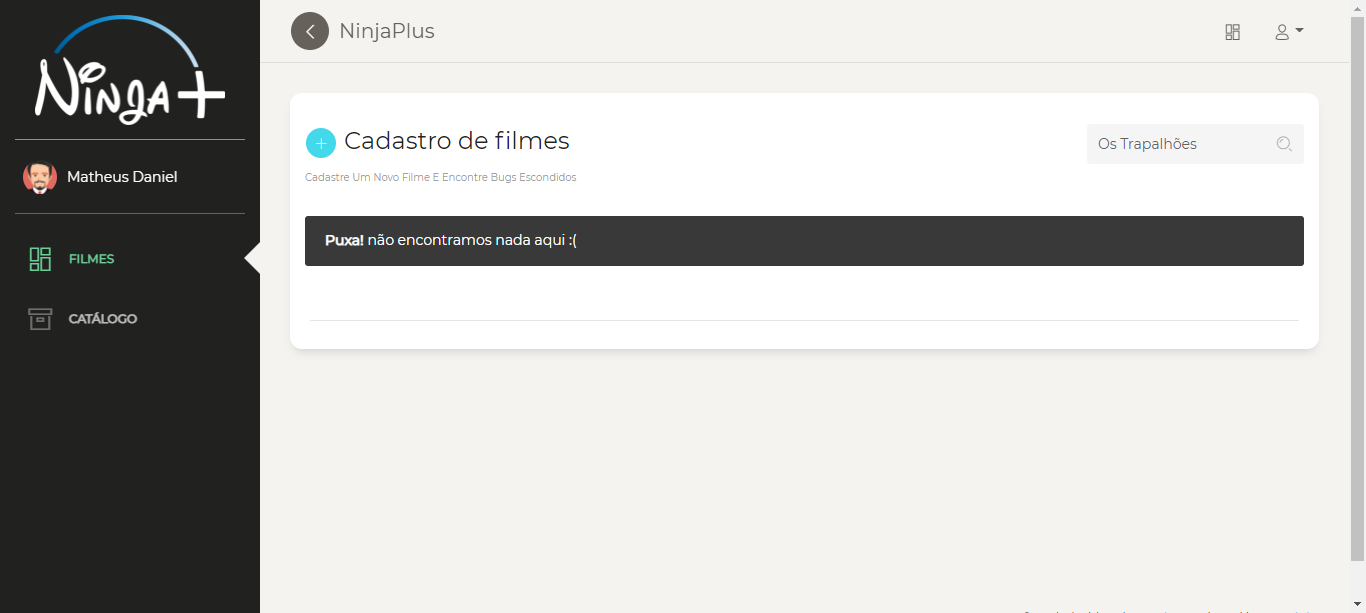 Ninja+
NinjaPlus
Matheus Daniel
FILMES
CATÁLOGO
Cadastro de filmes
Os Trapalhões
Cadastre Um Novo Filme E Encontre Bugs Escondidos
Puxa! não encontramos nada aqui :(